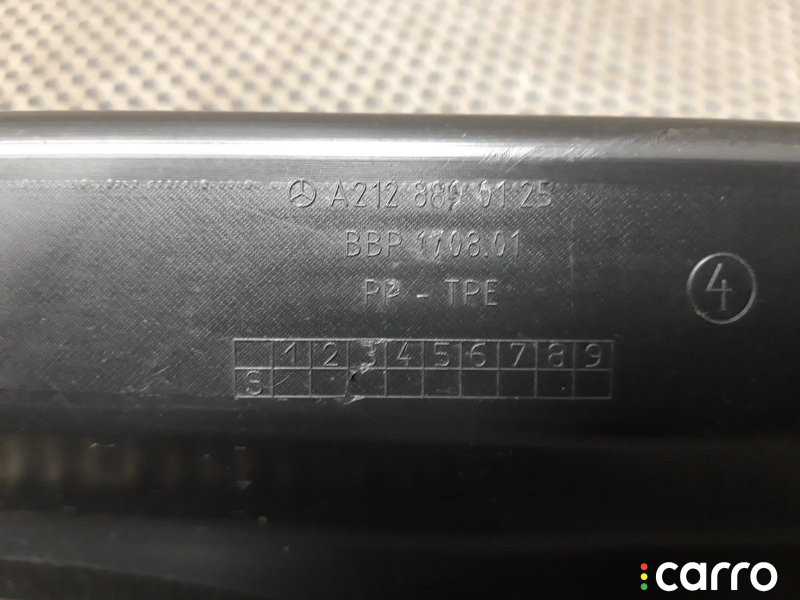 A212 889 01 25
BBP 1708.01
PP - TPE
4
1 2 3 4 5 6 7 8 9
S
carro